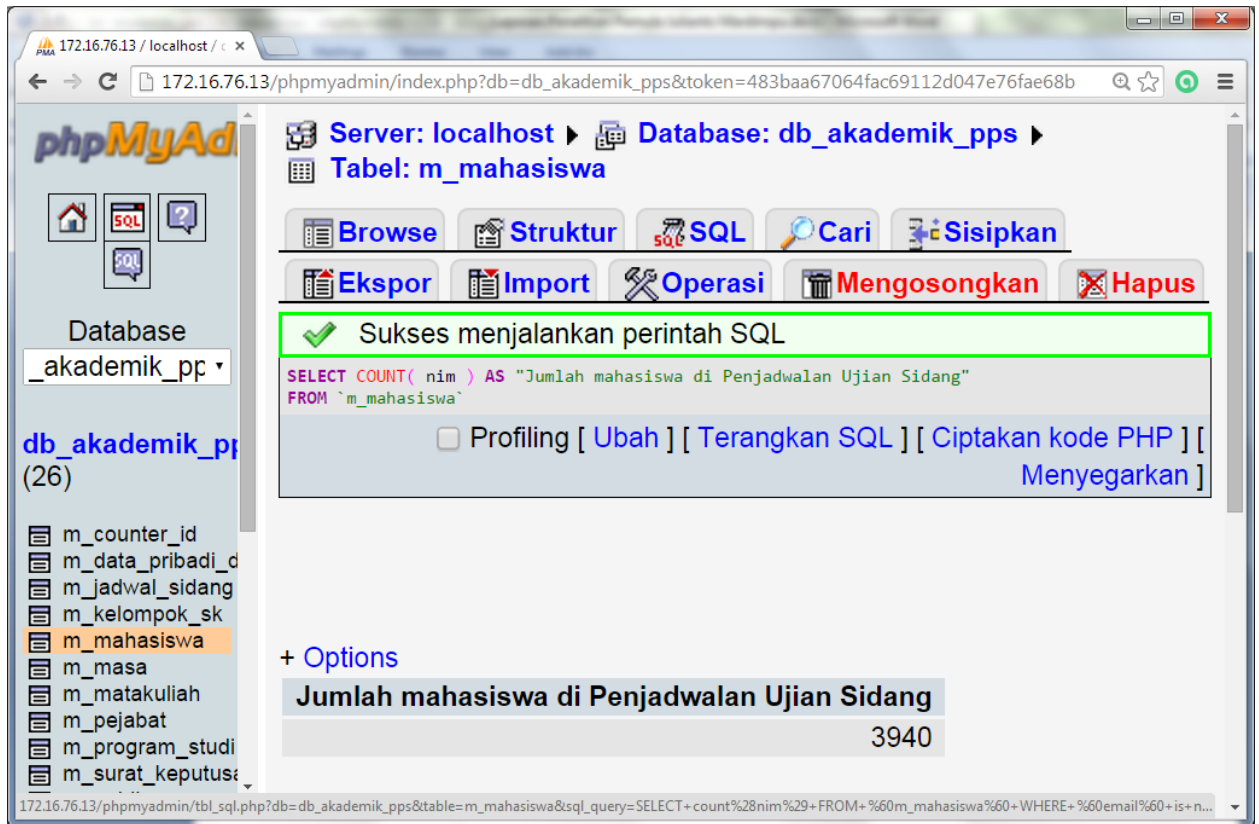 172.16.76.13 / localhost /
172.16.76.13/phpmyadmin/index.php?db=db_akademik_pps&token=483baa67064fac69112d047e76fae68b
phpMyAd
SQL
SQL
Database
_akademik_pp
db_akademik_pp
(26)
m_counter_id
m_data_pribadi_d
m_jadwal_sidang
m_kelompok_sk
m_mahasiswa
m_masa
m_matakuliah
m_pejabat
m_program_studi
m_surat_keputusa
Server: localhost ▸ Database: db_akademik_pps ▸
Tabel: m_mahasiswa
Browse Struktur SQL Cari Sisipkan
Ekspor Import Operasi Mengosongkan Hapus
Sukses menjalankan perintah SQL
SELECT COUNT( nim ) AS "Jumlah mahasiswa di Penjadwalan Ujian Sidang"
FROM `m_mahasiswa`
Profiling [ Ubah ] [ Terangkan SQL ] [ Ciptakan kode PHP ] [
Menyegarkan ]
+ Options
Jumlah mahasiswa di Penjadwalan Ujian Sidang
3940
172.16.76.13/phpmyadmin/tbl_sql.php?db=db_akademik_pps&table=m_mahasiswa&sql_query=SELECT+count%28nim%29+FROM+%60m_mahasiswa%60+WHERE+%60email%60+is+n...